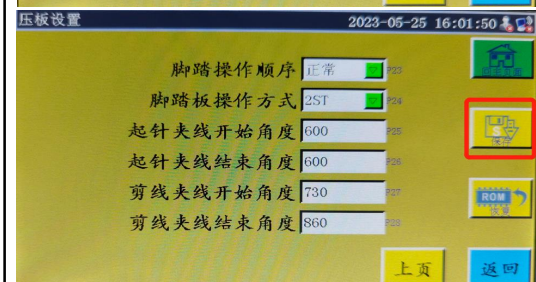 压板设置 2023-05-25 16:01:50
脚踏操作顺序 正常 P23
脚踏板操作方式 2ST P24
起针夹线开始角度 600 P25
起针夹线结束角度 600 P26
剪线夹线开始角度 730 P27
剪线夹线结束角度 860 P28
S
保存
ROM
恢复
上页
返回